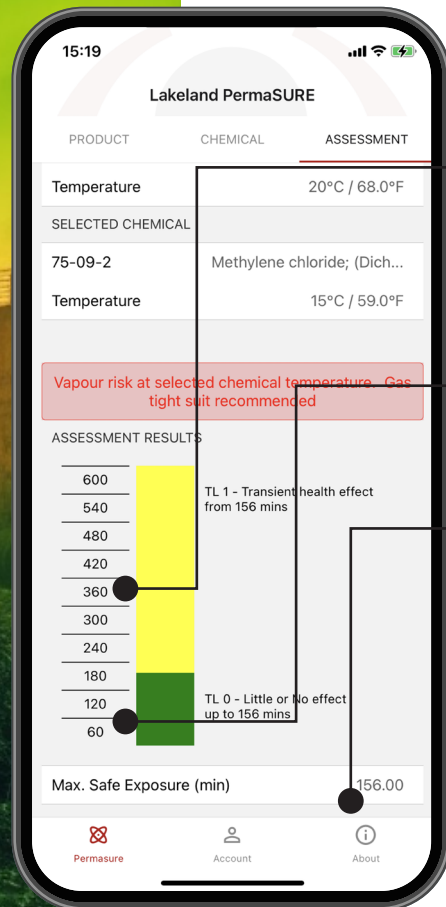 15:19
Lakeland PermaSURE
PRODUCT CHEMICAL ASSESSMENT
Temperature 20°C / 68.0°F
SELECTED CHEMICAL
75-09-2 Methylene chloride; (Dich...
Temperature 15°C / 59.0°F
Vapour risk at selected chemical temperature. Gas
tight suit recommended
ASSESSMENT RESULTS
600
540
480
420
360
300
240
180
120
60
TL 1 - Transient health effect
from 156 mins
TL 0 - Little or No effect
up to 156 mins
Max. Safe Exposure (min) 156.00
Permasure Account About